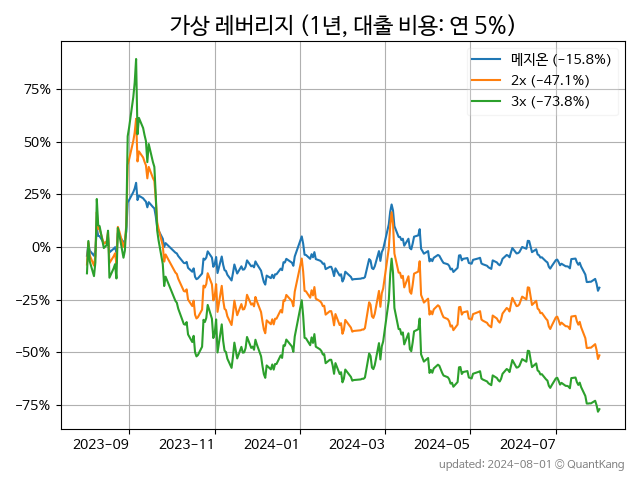 가상 레버리지 (1년, 대출 비용: 연 5%)
메지온 (−15.8%)
2x (−47.1%)
3x (−73.8%)
75%
50%
25%
0%
−25%
−50%
−75%
2023-09 2023-11 2024-01 2024-03 2024-05 2024-07
updated: 2024-08-01 © QuantKang